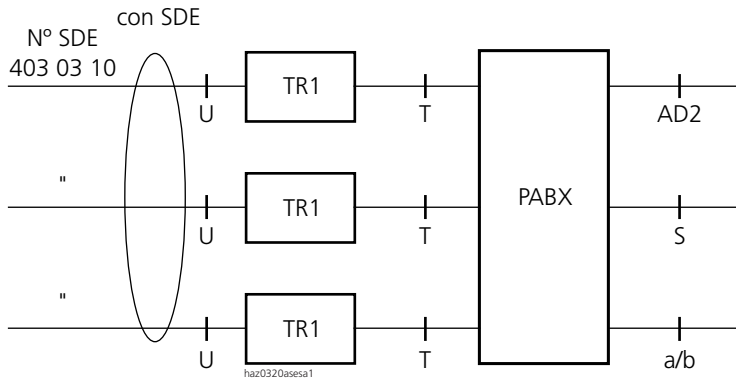 con SDE
Nº SDE
403 03 10
TR1
U
T
AD2
"
TR1
PABX
U
T
S
"
TR1
U
T
a/b
haz0320asesa1